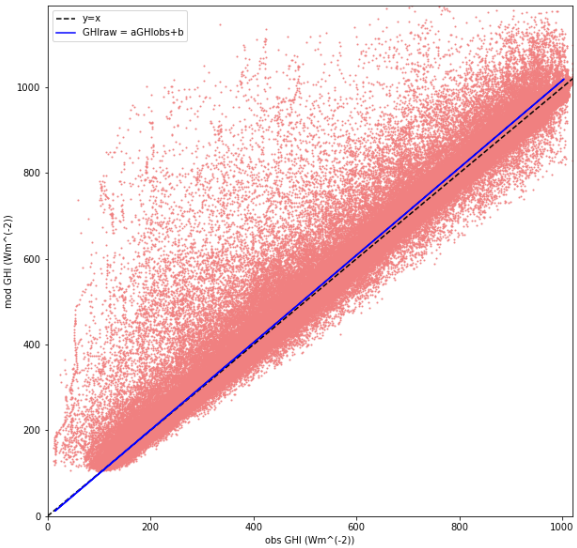 y=x
GHIraw = aGHIobs+b
mod GHI (Wm^(-2))
1000
800
600
400
200
0
0 200 400 600 800 1000
obs GHI (Wm^(-2))